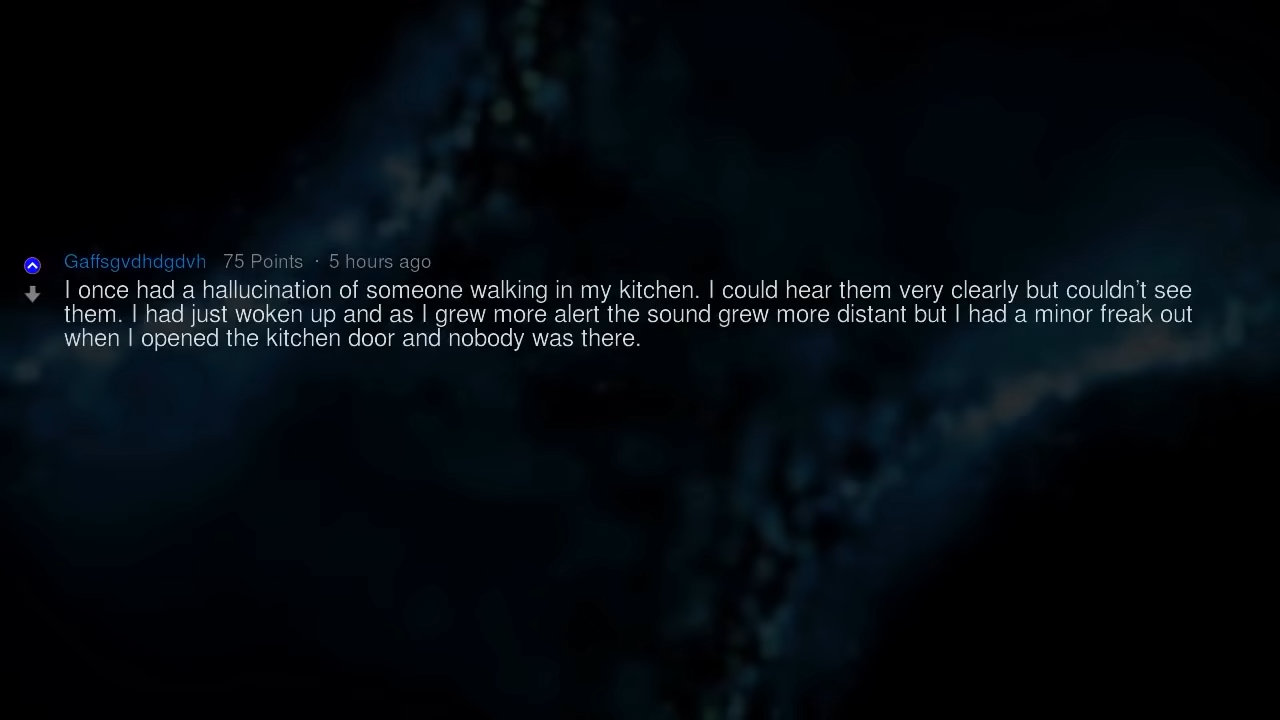 Gaffsgvdhdgdvh 75 Points · 5 hours ago
I once had a hallucination of someone walking in my kitchen. I could hear them very clearly but couldn’t see
them. I had just woken up and as I grew more alert the sound grew more distant but I had a minor freak out
when I opened the kitchen door and nobody was there.